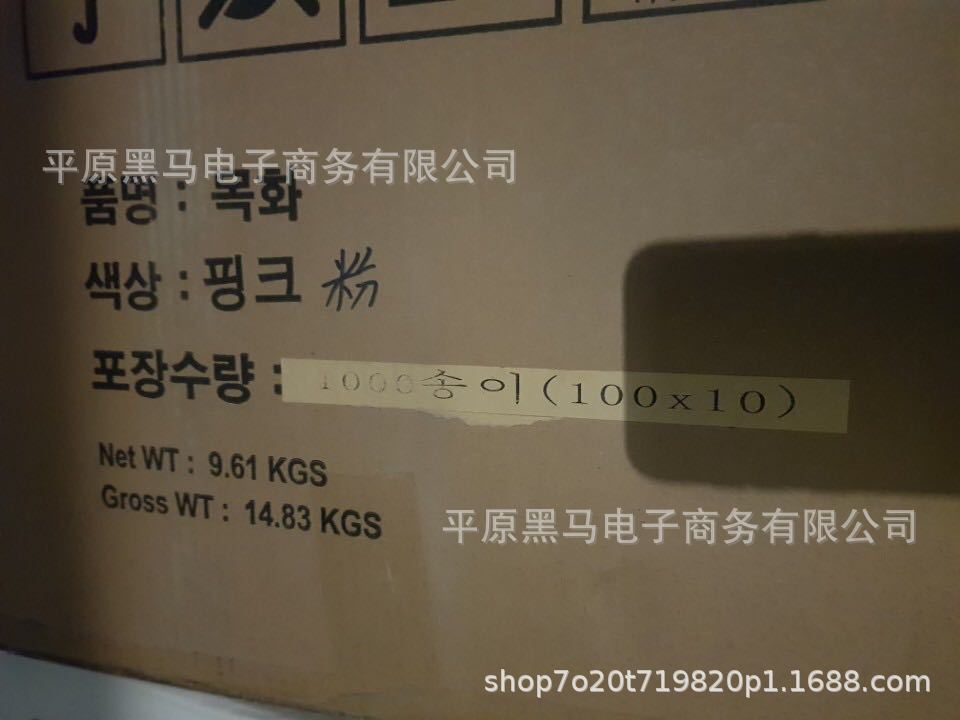 平原黑马电子商务有限公司
품명 : 목화
색상 : 핑크 粉
포장수량 : 1000송이(100x10)
Net WT : 9.61 KGS
Gross WT : 14.83 KGS
平原黑马电子商务有限公司
shop7o20t719820p1.1688.com